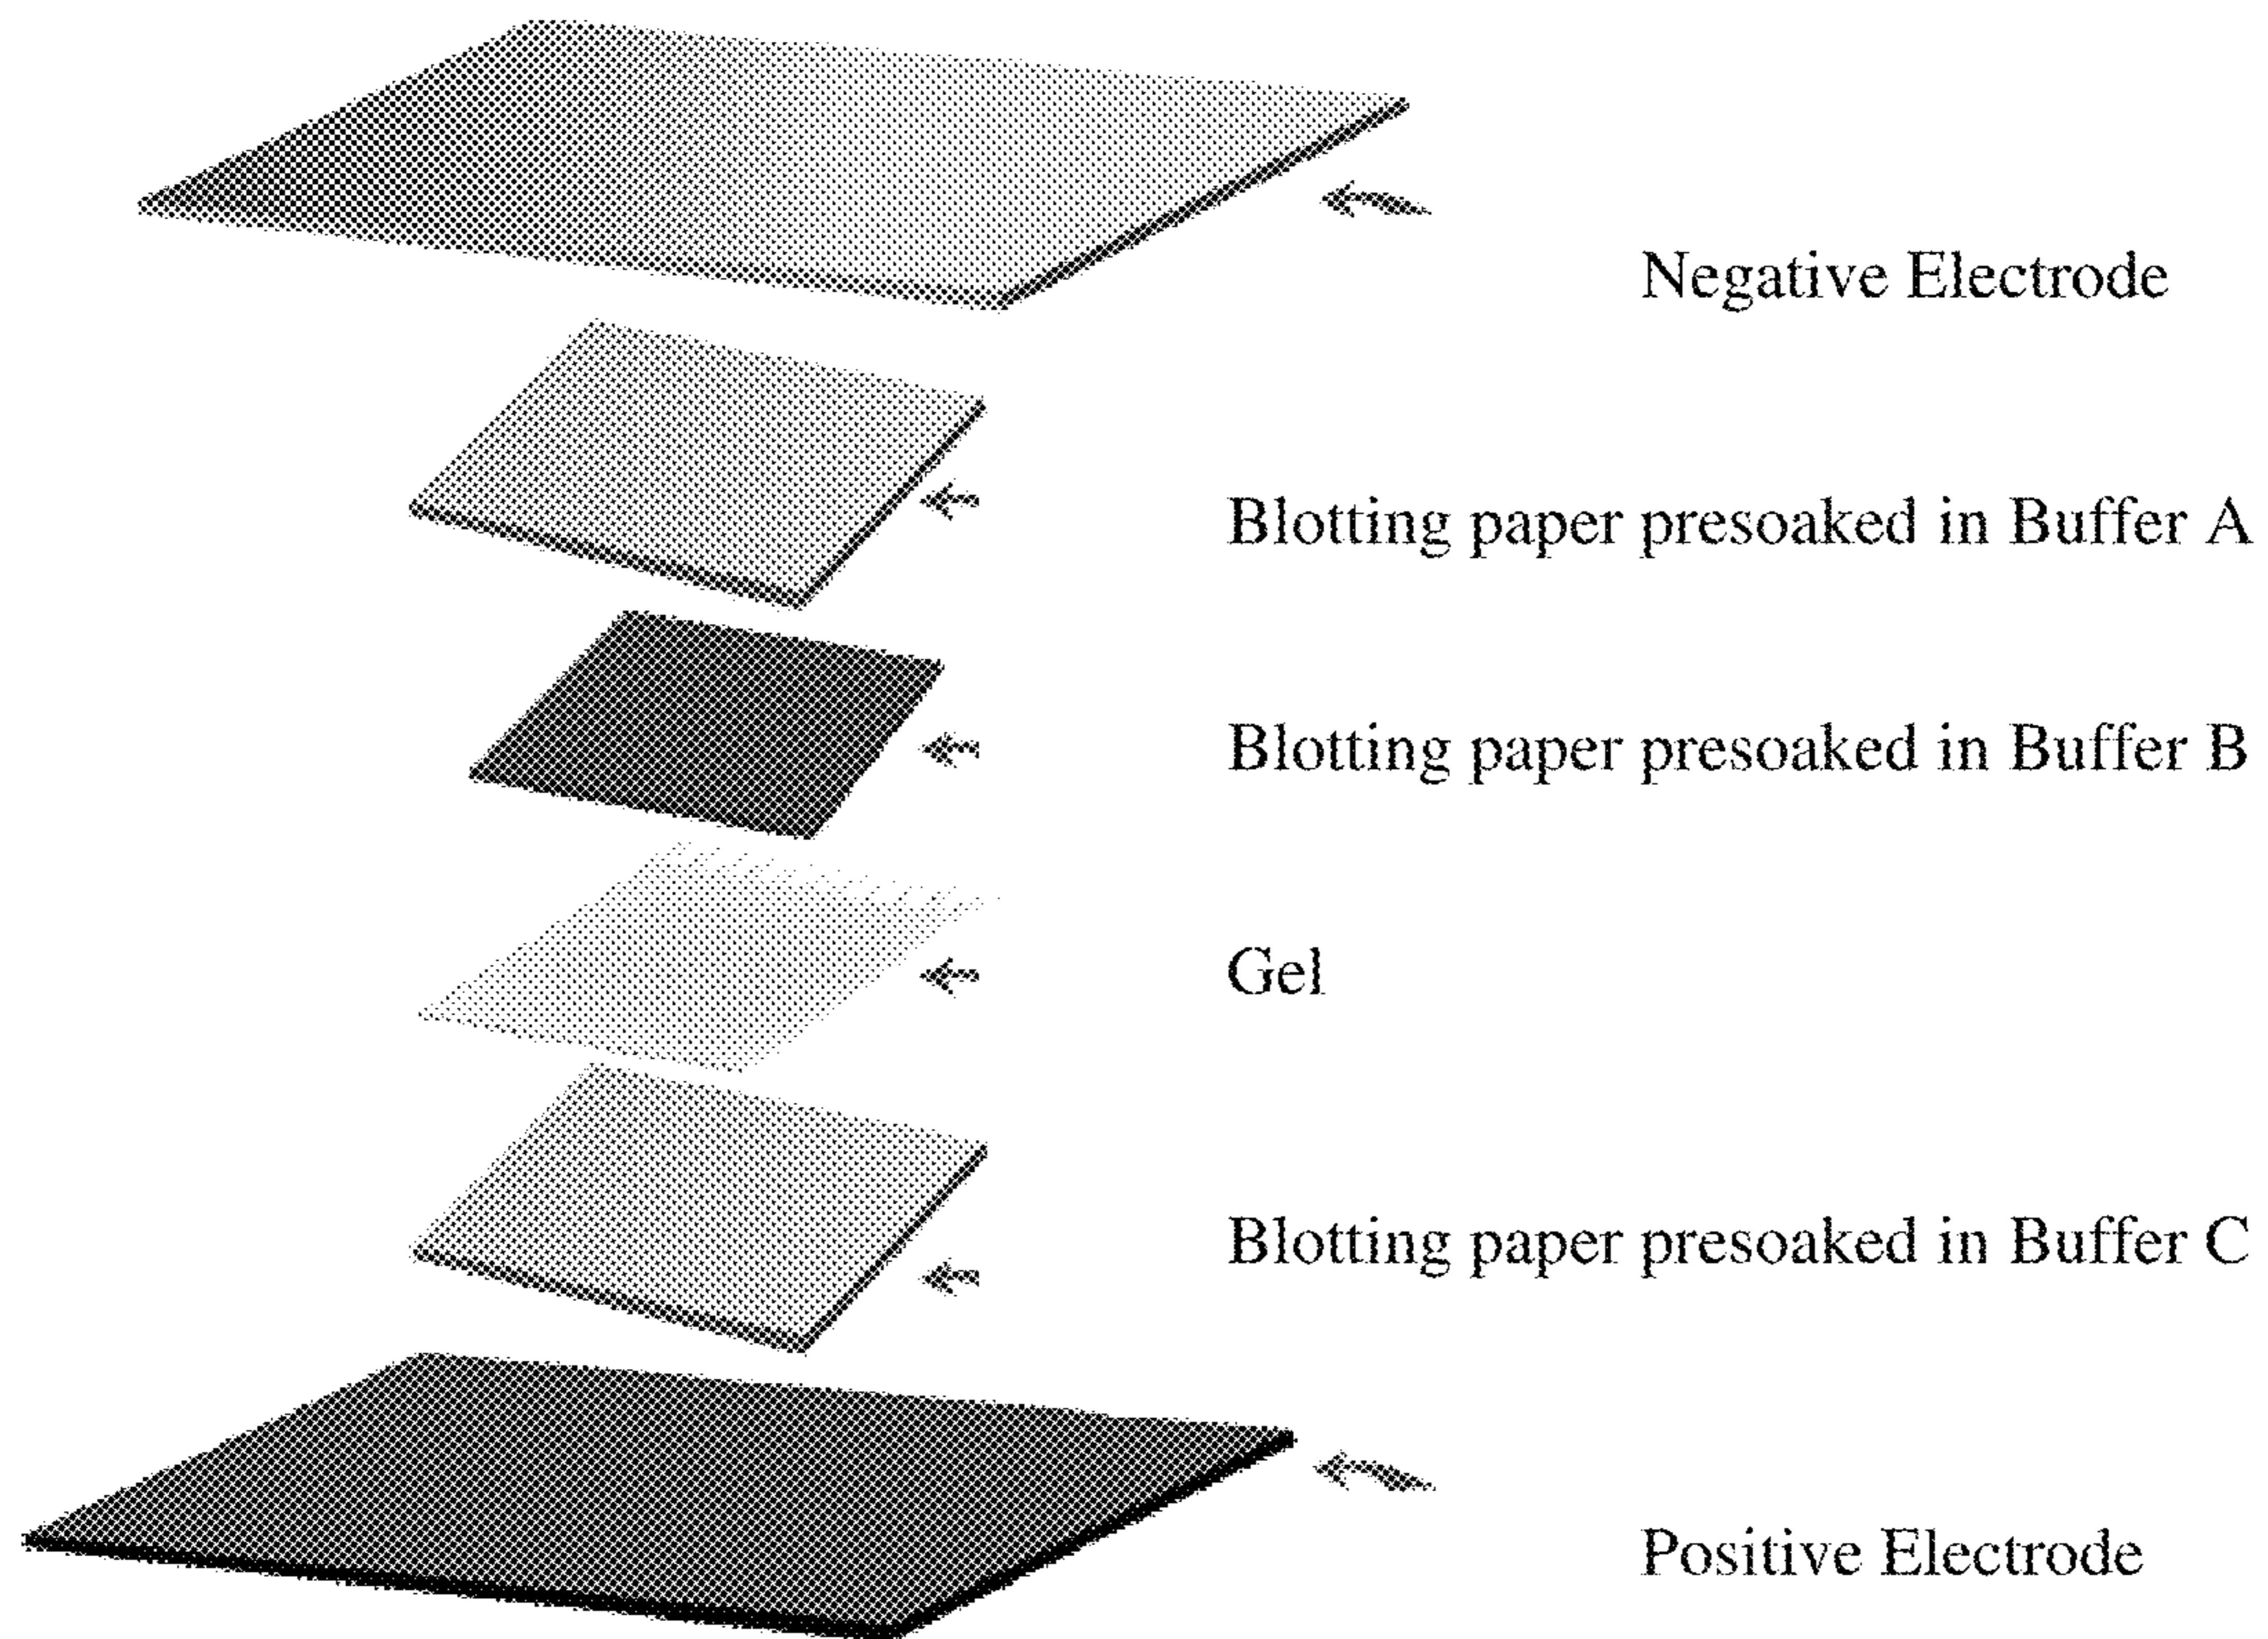 Negative Electrode
Blotting paper presoaked in Buffer A
Blotting paper presoaked in Buffer B
Gel
Blotting paper presoaked in Buffer C
Positive Electrode